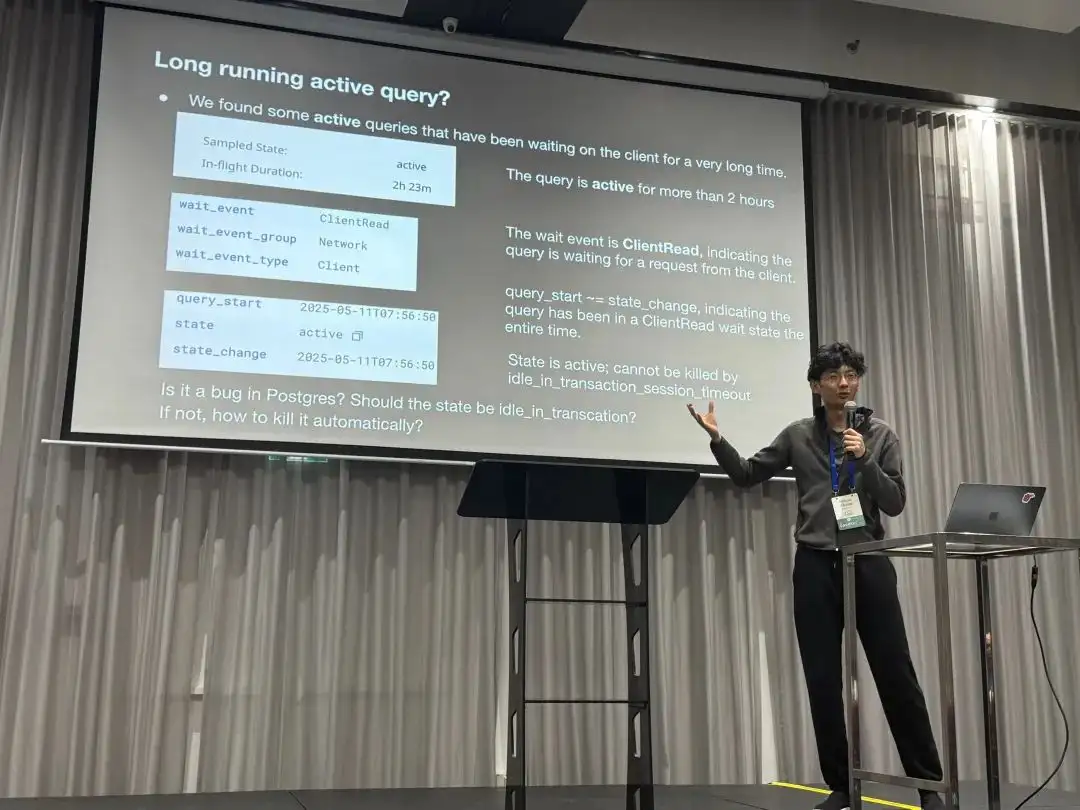 Long running active query?
• We found some active queries that have been waiting on the client for a very long time.
Sampled State: active
In-flight Duration: 2h 23m
The query is active for more than 2 hours
wait_event ClientRead
wait_event_group Network
wait_event_type Client
The wait event is ClientRead, indicating the
query is waiting for a request from the client.
query_start 2025-05-11T07:56:50
state active
state_change 2025-05-11T07:56:50
query_start ~= state_change, indicating the
query has been in a ClientRead wait state the
entire time.
State is active; cannot be killed by
idle_in_transaction_session_timeout
Is it a bug in Postgres? Should the state be idle_in_transcation?
If not, how to kill it automatically?